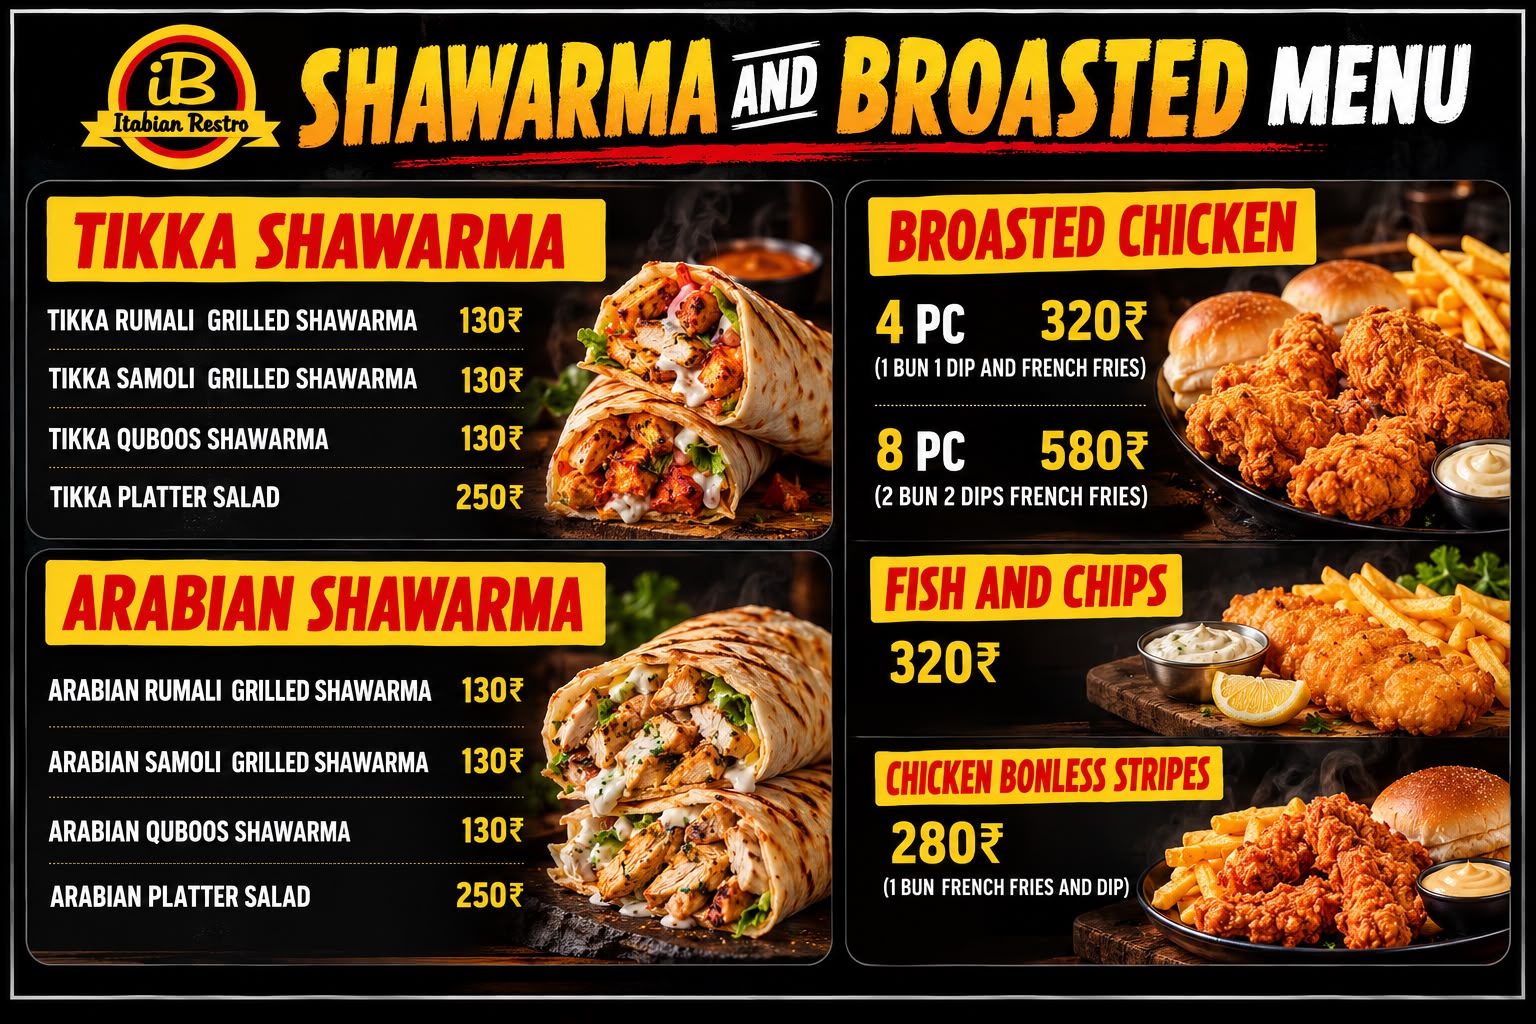 iB
Itabian Restro
SHAWARMA AND BROASTED MENU
TIKKA SHAWARMA
TIKKA RUMALI GRILLED SHAWARMA 130₹
TIKKA SAMOLI GRILLED SHAWARMA 130₹
TIKKA QUBOOS SHAWARMA 130₹
TIKKA PLATTER SALAD 250₹
ARABIAN SHAWARMA
ARABIAN RUMALI GRILLED SHAWARMA 130₹
ARABIAN SAMOLI GRILLED SHAWARMA 130₹
ARABIAN QUBOOS SHAWARMA 130₹
ARABIAN PLATTER SALAD 250₹
BROASTED CHICKEN
4 PC 320₹
(1 BUN 1 DIP AND FRENCH FRIES)
8 PC 580₹
(2 BUN 2 DIPS FRENCH FRIES)
FISH AND CHIPS
320₹
CHICKEN BONLESS STRIPES
280₹
(1 BUN FRENCH FRIES AND DIP)